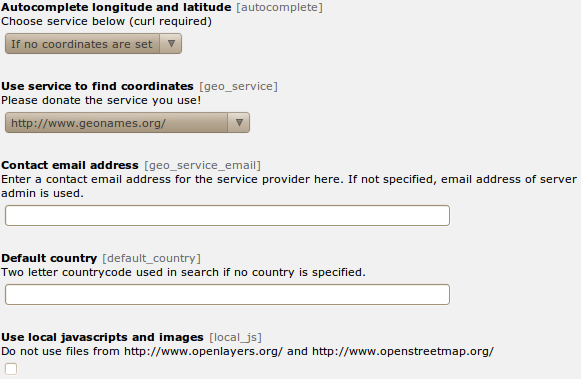 Autocomplete longitude and latitude [autocomplete]
Choose service below (curl required)
If no coordinates are set
Use service to find coordinates [geo_service]
Please donate the service you use!
http://www.geonames.org/
Contact email address [geo_service_email]
Enter a contact email address for the service provider here. If not specified, email address of server
admin is used.
Default country [default_country]
Two letter countrycode used in search if no country is specified.
Use local javascripts and images [local_js]
Do not use files from http://www.openlayers.org/ and http://www.openstreetmap.org/